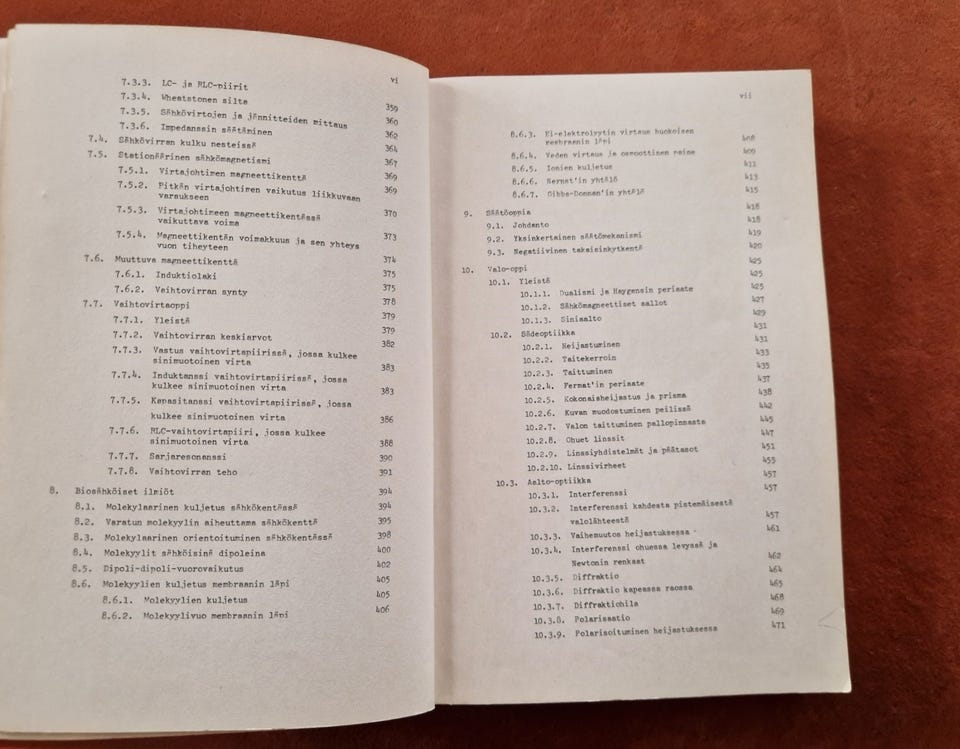 vi
7.3.3. LC- ja RLC-piirit 359
7.3.4. Wheatstonen silta 360
7.3.5. Sähkövirtojen ja jännitteiden mittaus 362
7.3.6. Impedanssin säätäminen 364
7.4. Sähkövirran kulku nesteissä 367
7.5. Stationäärinen sähkömagnetismi 369
7.5.1. Virtajohtimen magneettikenttä 369
7.5.2. Pitkän virtajohtimen vaikutus liikkuvaan
varaukseen 370
7.5.3. Virtajohtimeen magneettikentässä
vaikuttava voima 373
7.5.4. Magneettikentän voimakkuus ja sen yhteys
vuon tiheyteen 374
7.6. Muuttuva magneettikenttä 375
7.6.1. Induktiolaki 375
7.6.2. Vaihtovirran synty 378
7.7. Vaihtovirtaoppi 379
7.7.1. Yleistä 379
7.7.2. Vaihtovirran keskiarvot 382
7.7.3. Vastus vaihtovirtapiirissä, jossa kulkee
sinimuotoinen virta 383
7.7.4. Induktanssi vaihtovirtapiirissä, jossa
kulkee sinimuotoinen virta 383
7.7.5. Kapasitanssi vaihtovirtapiirissä, jossa
kulkee sinimuotoinen virta 386
7.7.6. RLC-vaihtovirtapiiri, jossa kulkee
sinimuotoinen virta 388
7.7.7. Sarjaresonanssi 390
7.7.8. Vaihtovirran teho 391
8. Biosähköiset ilmiöt 394
8.1. Molekylaarinen kuljetus sähkökentässä 394
8.2. Varatun molekyylin aiheuttama sähkökenttä 395
8.3. Molekylaarinen orientoituminen sähkökentässä 398
8.4. Molekyylit sähköisinä dipoleina 400
8.5. Dipoli-dipoli-vuorovaikutus 402
8.6. Molekyylien kuljetus membraanin läpi 405
8.6.1. Molekyylien kuljetus 405
8.6.2. Molekyylivuo membraanin läpi 406
vii
8.6.3. Ei-elektrolyytin virtaus huokoisen
membraanin läpi 408
8.6.4. Veden virtaus ja osmoottinen paine 409
8.6.5. Ionien kuljetus 411
8.6.6. Nernst'in yhtälö 413
8.6.7. Gibbs-Donnan'in yhtälö 415
9. Säätöoppia 418
9.1. Johdanto 418
9.2. Yksinkertainen säätömekanismi 419
9.3. Negatiivinen takaisinkytkentä 420
10. Valo-oppi 425
10.1. Yleistä 425
10.1.1. Dualismi ja Huygensin periaate 425
10.1.2. Sähkömagneettiset aallot 427
10.1.3. Siniaalto 429
10.2. Sädeoptiikka 431
10.2.1. Heijastuminen 431
10.2.2. Taitekerroin 433
10.2.3. Taittuminen 435
10.2.4. Fermat'in periaate 437
10.2.5. Kokonaisheijastus ja prisma 438
10.2.6. Kuvan muodostuminen peilissä 442
10.2.7. Valon taittuminen pallopinnasta 445
10.2.8. Ohuet linssit 447
10.2.9. Linssiyhdistelmät ja päätasot 451
10.2.10. Linssivirheet 455
10.3. Aalto-optiikka 457
10.3.1. Interferenssi 457
10.3.2. Interferenssi kahdesta pistemäisestä
valolähteestä 457
10.3.3. Vaihemuutos heijastuksessa 461
10.3.4. Interferenssi ohuessa levyssä ja
Newtonin renkaat 462
10.3.5. Diffraktio 464
10.3.6. Diffraktio kapeassa raossa 465
10.3.7. Diffraktiohila 468
10.3.8. Polarisaatio 469
10.3.9. Polarisoituminen heijastuksessa 471